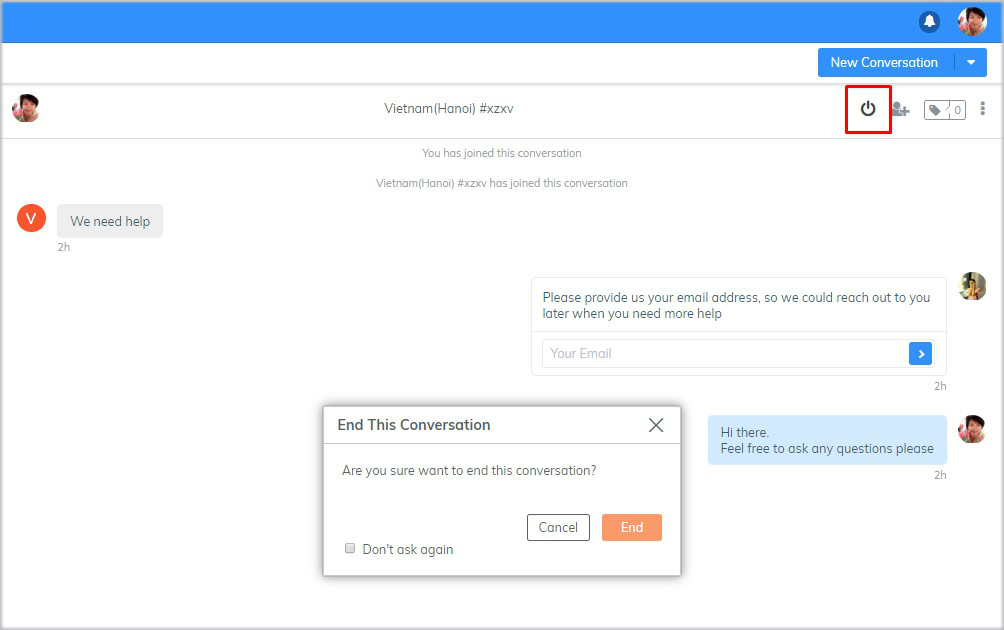 New Conversation
Vietnam(Hanoi) #xzxv
0
You has joined this conversation
Vietnam(Hanoi) #xzxv has joined this conversation
V
We need help
2h
Please provide us your email address, so we could reach out to you
later when you need more help
Your Email
2h
Hi there.
Feel free to ask any questions please
2h
End This Conversation
Are you sure want to end this conversation?
Cancel
End
Don't ask again